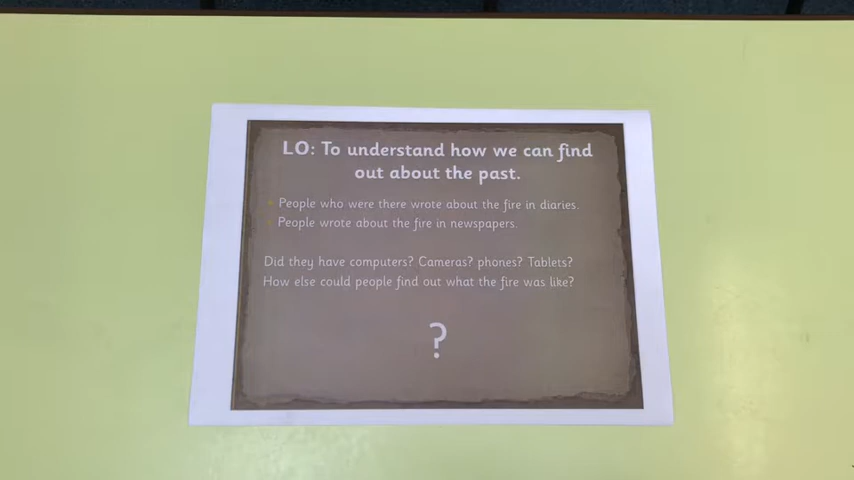 LO: To understand how we can find
out about the past.
• People who were there wrote about the fire in diaries.
• People wrote about the fire in newspapers.
Did they have computers? Cameras? phones? Tablets?
How else could people find out what the fire was like?
?